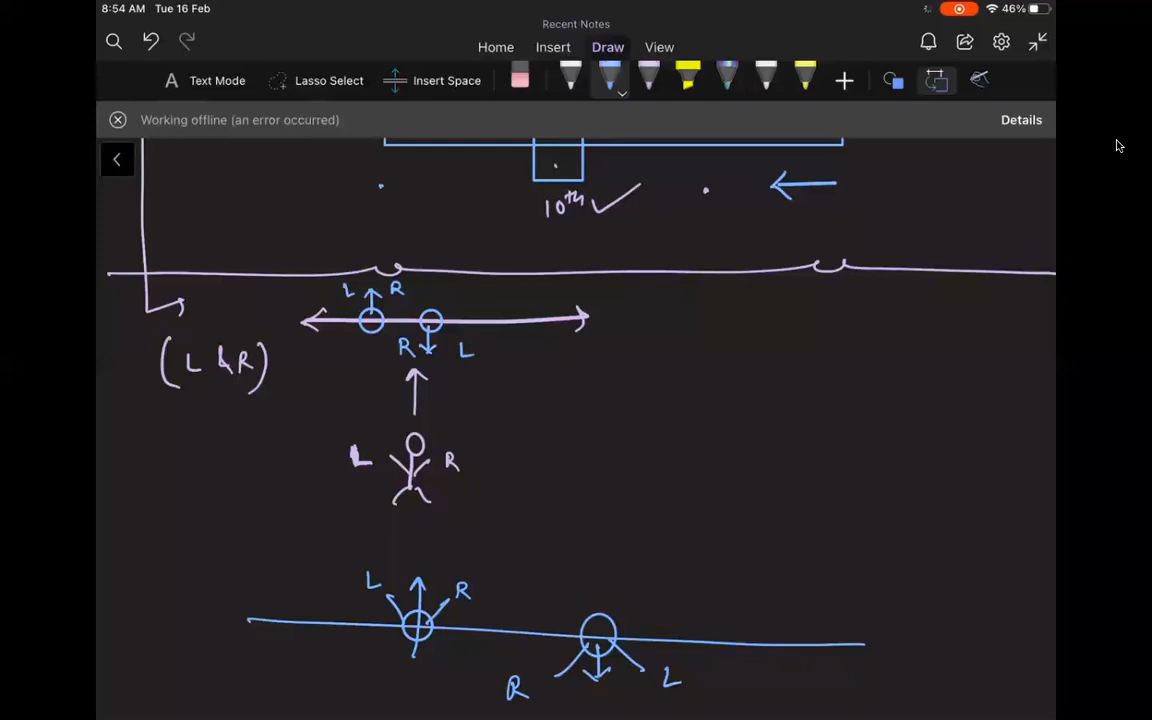 8:54 AM Tue 16 Feb
46%
Recent Notes
Home Insert Draw View
A Text Mode Lasso Select Insert Space
Working offline (an error occurred) Details
10th
L R
R L
(L & R)
L R
L R
R L